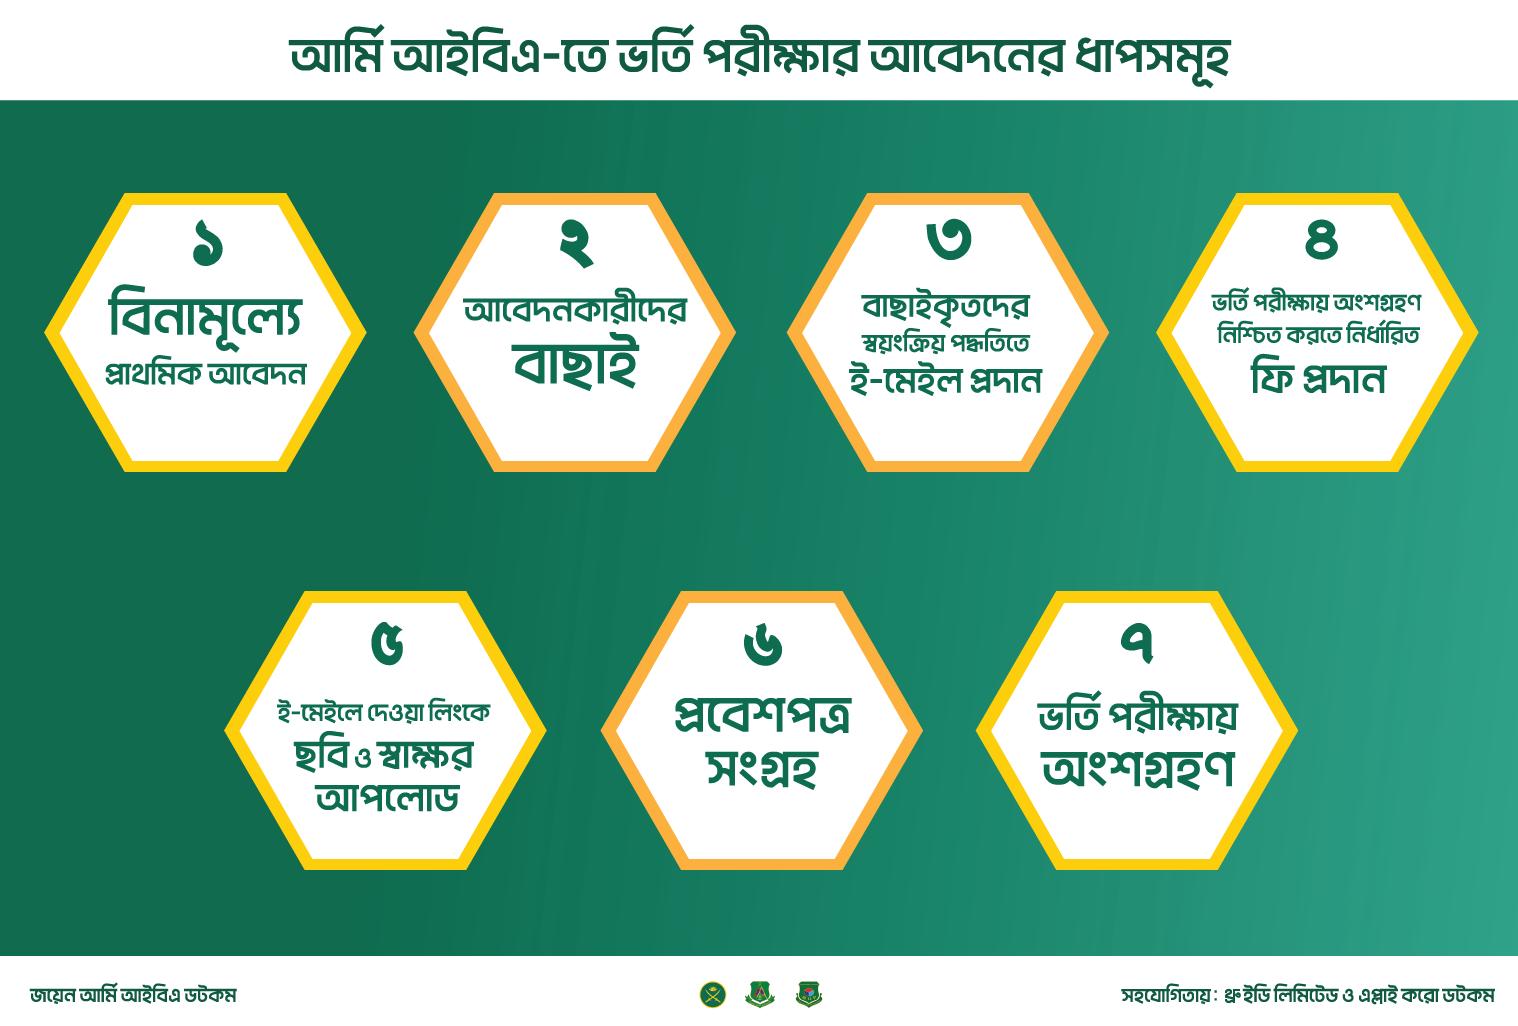 আর্মি আইবিএ-তে ভর্তি পরীক্ষার আবেদনের ধাপসমূহ
১
বিনামূল্যে
প্রাথমিক আবেদন
২
আবেদনকারীদের
বাছাই
৩
বাছাইকৃতদের
স্বয়ংক্রিয় পদ্ধতিতে
ই-মেইল প্রদান
৪
ভর্তি পরীক্ষায় অংশগ্রহণ
নিশ্চিত করতে নির্ধারিত
ফি প্রদান
৫
ই-মেইলে দেওয়া লিংকে
ছবি ও স্বাক্ষর
আপলোড
৬
প্রবেশপত্র
সংগ্রহ
৭
ভর্তি পরীক্ষায়
অংশগ্রহণ
জয়েন আর্মি আইবিএ ডটকম
সহযোগিতায়: থ্রুইডি লিমিটেড ও এপ্লাই করো ডটকম